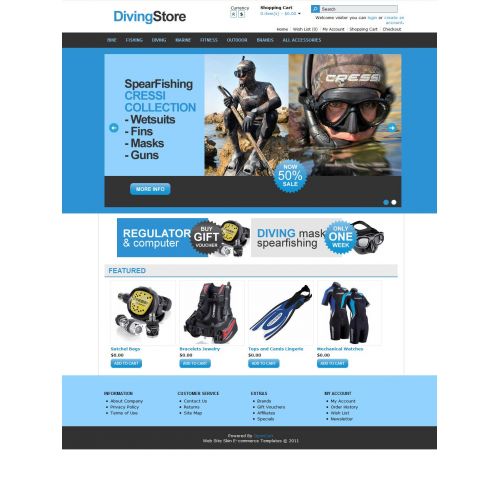 DivingStore
Currency
Shopping Cart
0 item(s) - $0.00
Search
Welcome visitor you can login or create an account.
Home | Wish List (0) | My Account | Shopping Cart | Checkout
BIKE FISHING DIVING MARINE FITNESS OUTDOOR BRANDS ALL ACCESSORIES
SpearFishing
CRESSI
COLLECTION
- Wetsuits
- Fins
- Masks
- Guns
CRESSI
NOW
50%
SALE
MORE INFO
REGULATOR
& computer
BUY
GIFT
VOUCHER
DIVING mask
spearfishing
ONLY
ONE
WEEK
FEATURED
Satchel Bags
$0.00
ADD TO CART
Bracelets Jewelry
$0.00
ADD TO CART
Tops and Camis Lingerie
$0.00
ADD TO CART
Mechanical Watches
$0.00
ADD TO CART
INFORMATION
About Company
Privacy Policy
Terms of Use
CUSTOMER SERVICE
Contact Us
Returns
Site Map
EXTRAS
Brands
Gift Vouchers
Affiliates
Specials
MY ACCOUNT
My Account
Order History
Wish List
Newsletter
Powered By OpenCart
Web Site Skin E-commerce Templates © 2011